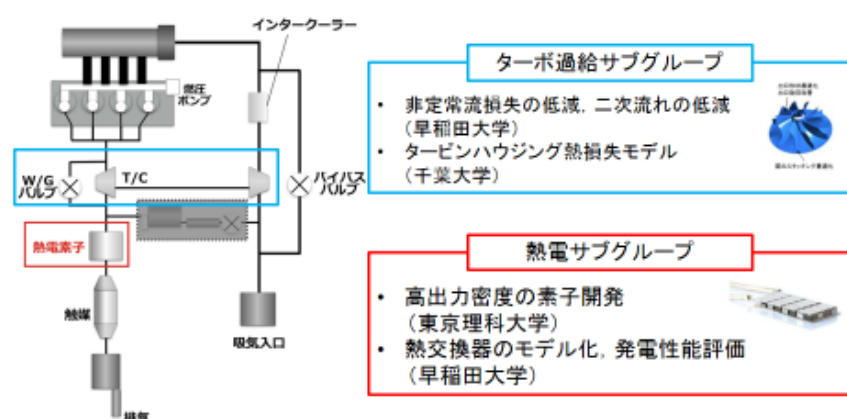 インタークーラー
燃圧
ポンプ
W/G
バルブ
T/C
バイパス
バルブ
熱電素子
触媒
吸気入口
排気
ターボ過給サブグループ
• 非定常流損失の低減，二次流れの低減
（早稲田大学）
• タービンハウジング熱損失モデル
（千葉大学）
熱電サブグループ
• 高出力密度の素子開発
（東京理科大学）
• 熱交換器のモデル化，発電性能評価
（早稲田大学）